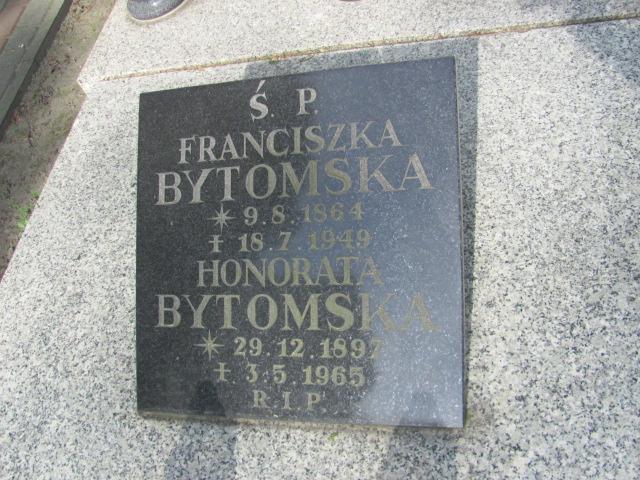 Ś. P.
FRANCISZKA
BYTOMSKA
* 9.8.1864
† 18.7.1949
HONORATA
BYTOMSKA
* 29.12.1897
† 3.5.1965
R.I.P.